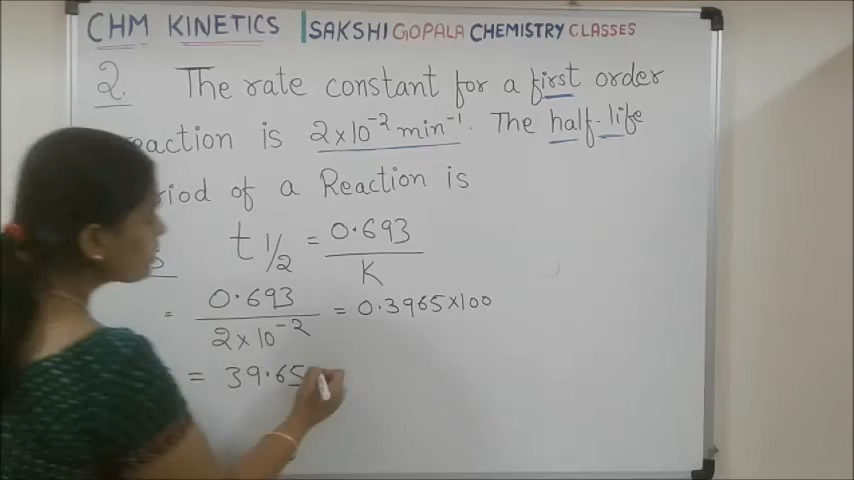 CHM KINETICS | SAKSHI GOPALA CHEMISTRY CLASSES
2. The rate constant for a first order
eaction is 2×10⁻² min⁻¹. The half-life
riod of a Reaction is
t 1/2 = 0.693 / K
= 0.693 / 2×10⁻² = 0.3965×100
= 39.65